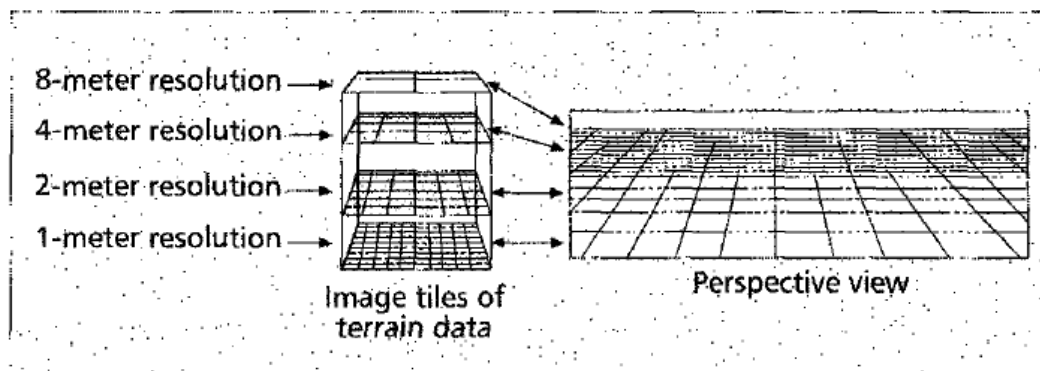 8-meter resolution
4-meter resolution
2-meter resolution
1-meter resolution
Image tiles of
terrain data
Perspective view